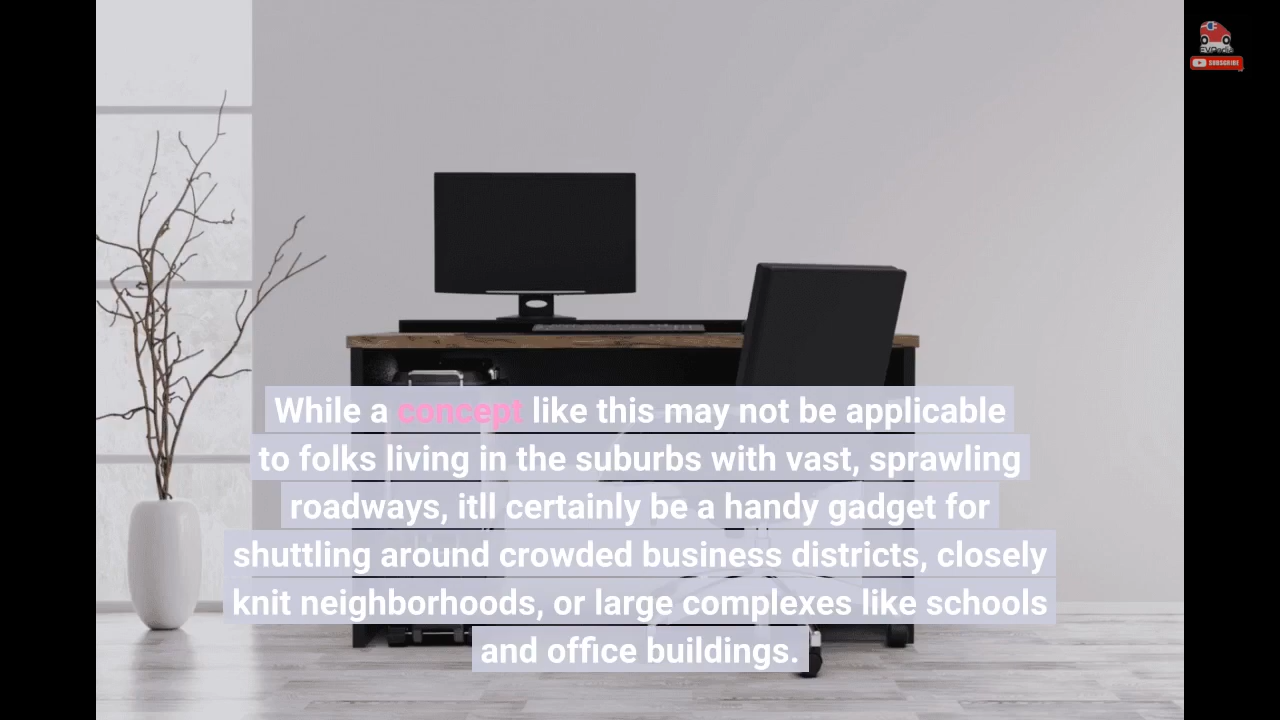 EVPedia
SUBSCRIBE
While a concept like this may not be applicable
to folks living in the suburbs with vast, sprawling
roadways, itll certainly be a handy gadget for
shuttling around crowded business districts, closely
knit neighborhoods, or large complexes like schools
and office buildings.